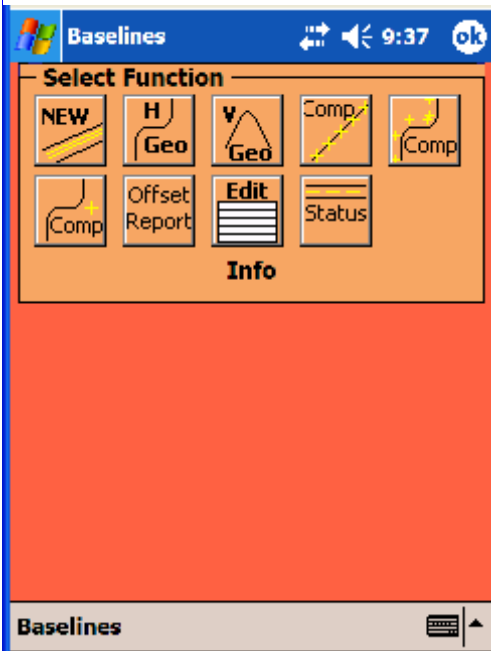 Baselines 9:37 ok
Select Function
NEW
H
Geo
V
Geo
Comp
Comp
Comp
Offset
Report
Edit
Status
Info
Baselines